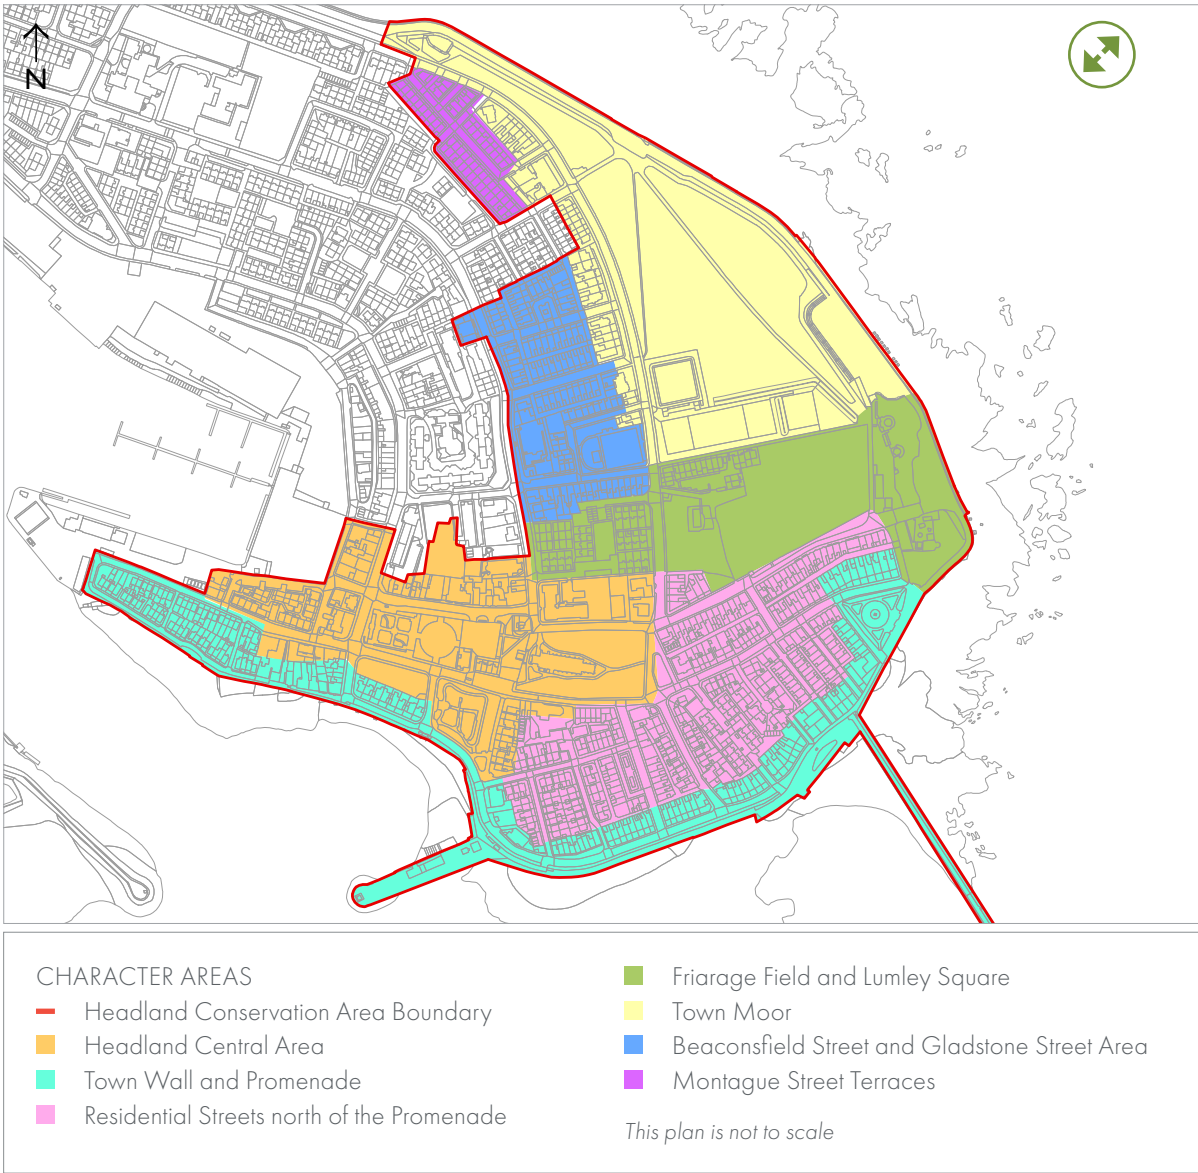 N
CHARACTER AREAS
Headland Conservation Area Boundary
Headland Central Area
Town Wall and Promenade
Residential Streets north of the Promenade
Friarage Field and Lumley Square
Town Moor
Beaconsfield Street and Gladstone Street Area
Montague Street Terraces
This plan is not to scale